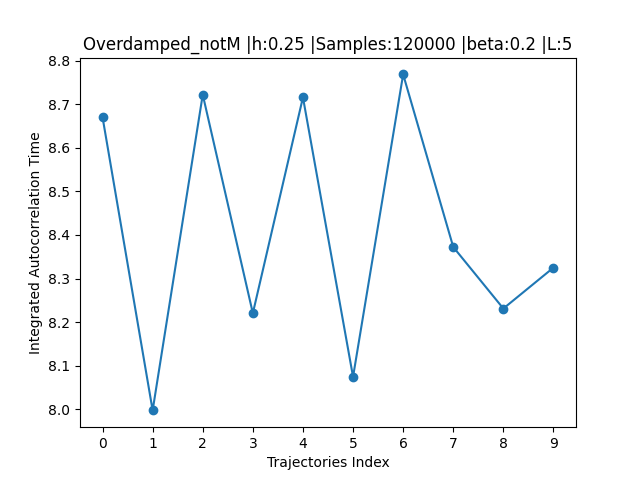 Overdamped_notM |h:0.25 |Samples:120000 |beta:0.2 |L:5
8.8
8.7
8.6
8.5
8.4
8.3
8.2
8.1
8.0
Integrated Autocorrelation Time
0 1 2 3 4 5 6 7 8 9
Trajectories Index